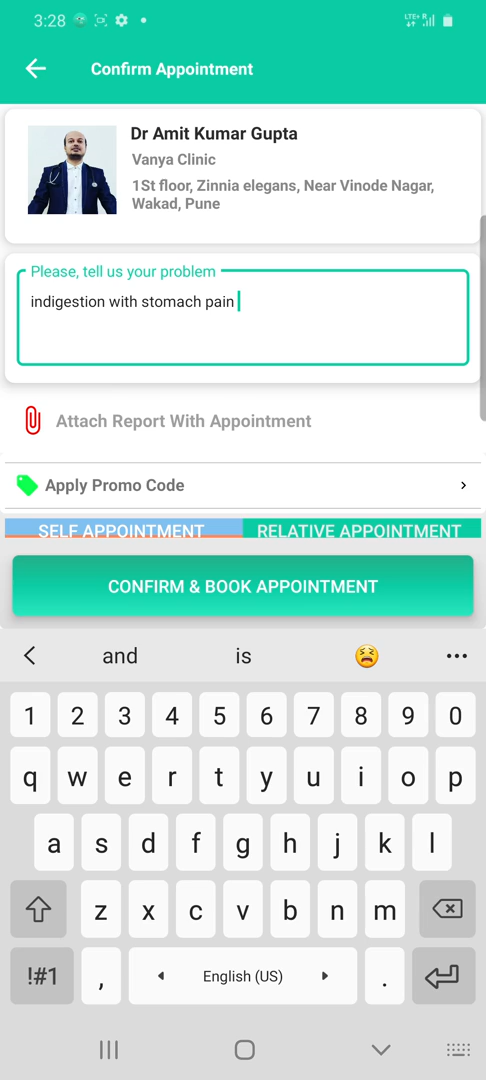 3:28
LTE+ R
Confirm Appointment
Dr Amit Kumar Gupta
Vanya Clinic
1St floor, Zinnia elegans, Near Vinode Nagar,
Wakad, Pune
Please, tell us your problem
indigestion with stomach pain
Attach Report With Appointment
Apply Promo Code
SELF APPOINTMENT RELATIVE APPOINTMENT
CONFIRM & BOOK APPOINTMENT
and is
1 2 3 4 5 6 7 8 9 0
q w e r t y u i o p
a s d f g h j k l
z x c v b n m
!#1 , English (US) .